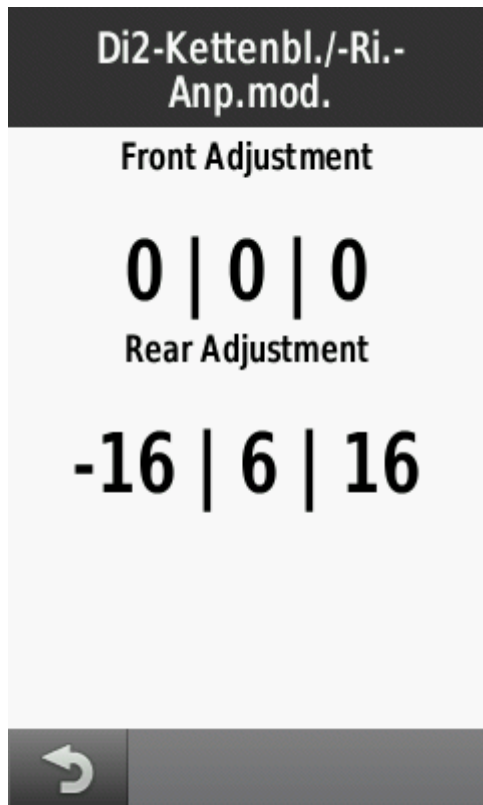 Di2-Kettenbl./-Ri.-
Anp.mod.
Front Adjustment
0 | 0 | 0
Rear Adjustment
-16 | 6 | 16